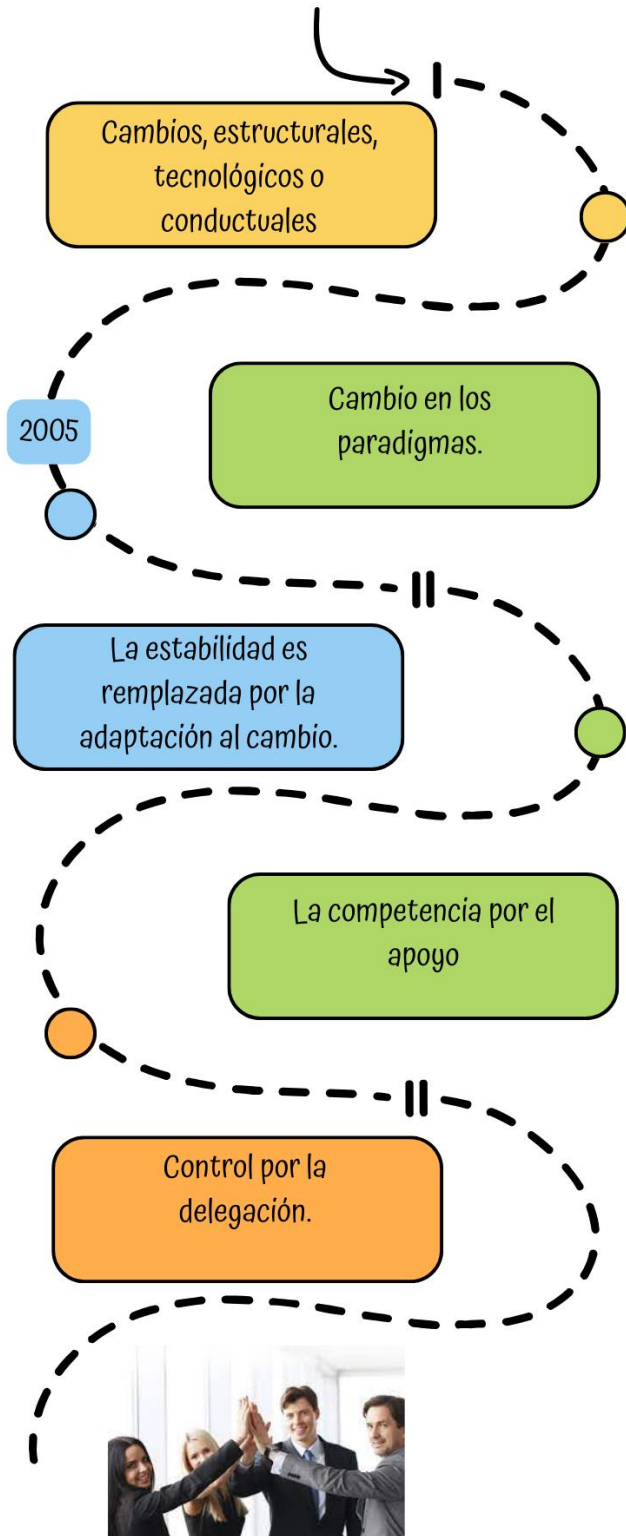 Cambios, estructurales,
tecnológicos o
conductuales
Cambio en los
paradigmas.
2005
La estabilidad es
remplazada por la
adaptación al cambio.
La competencia por el
apoyo
Control por la
delegación.